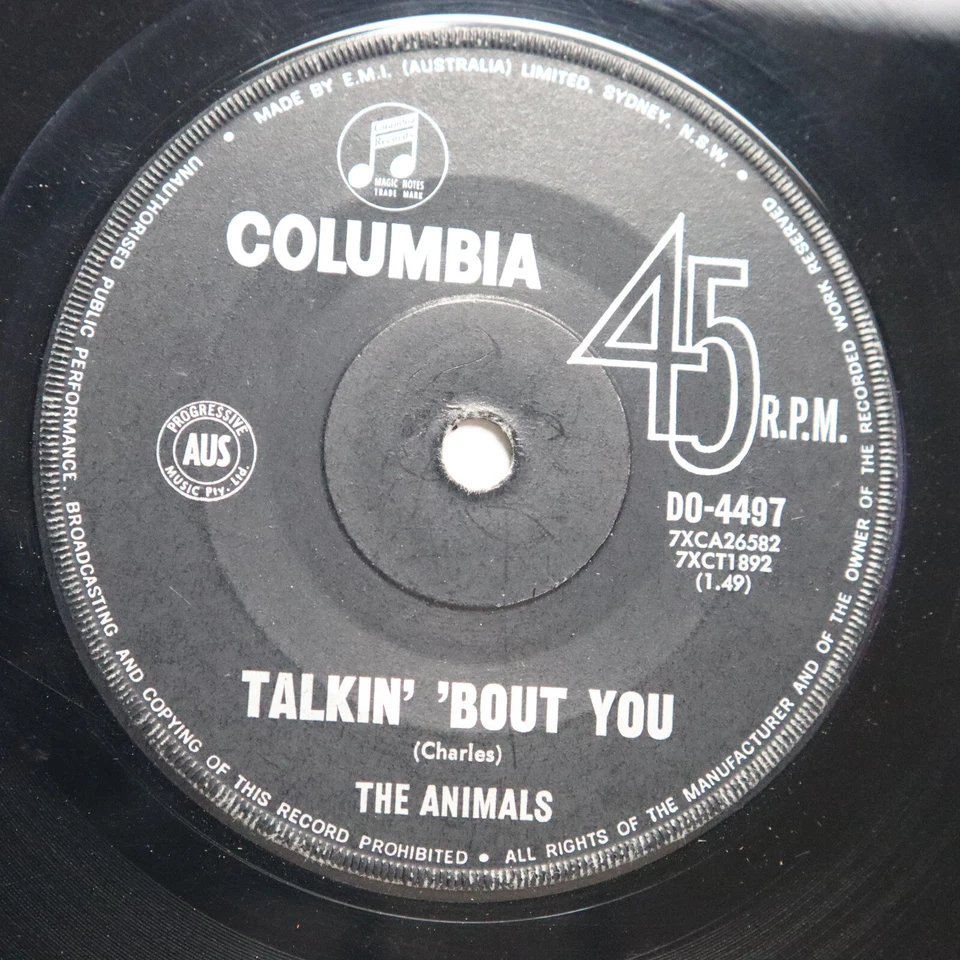 MADE BY E.M.I. (AUSTRALIA) LIMITED, SYDNEY, N.S.W.
Columbia
Records
MAGIC NOTES
TRADE MARK
COLUMBIA
45 R.P.M.
PROGRESSIVE
AUS
MUSIC Pty. Ltd.
DO-4497
7XCA26582
7XCT1892
(1.49)
TALKIN' 'BOUT YOU
(Charles)
THE ANIMALS
UNAUTHORISED PUBLIC PERFORMANCE. BROADCASTING AND COPYING OF THIS RECORD PROHIBITED • ALL RIGHTS OF THE MANUFACTURER AND OF THE OWNER OF THE RECORDED WORK RESERVED